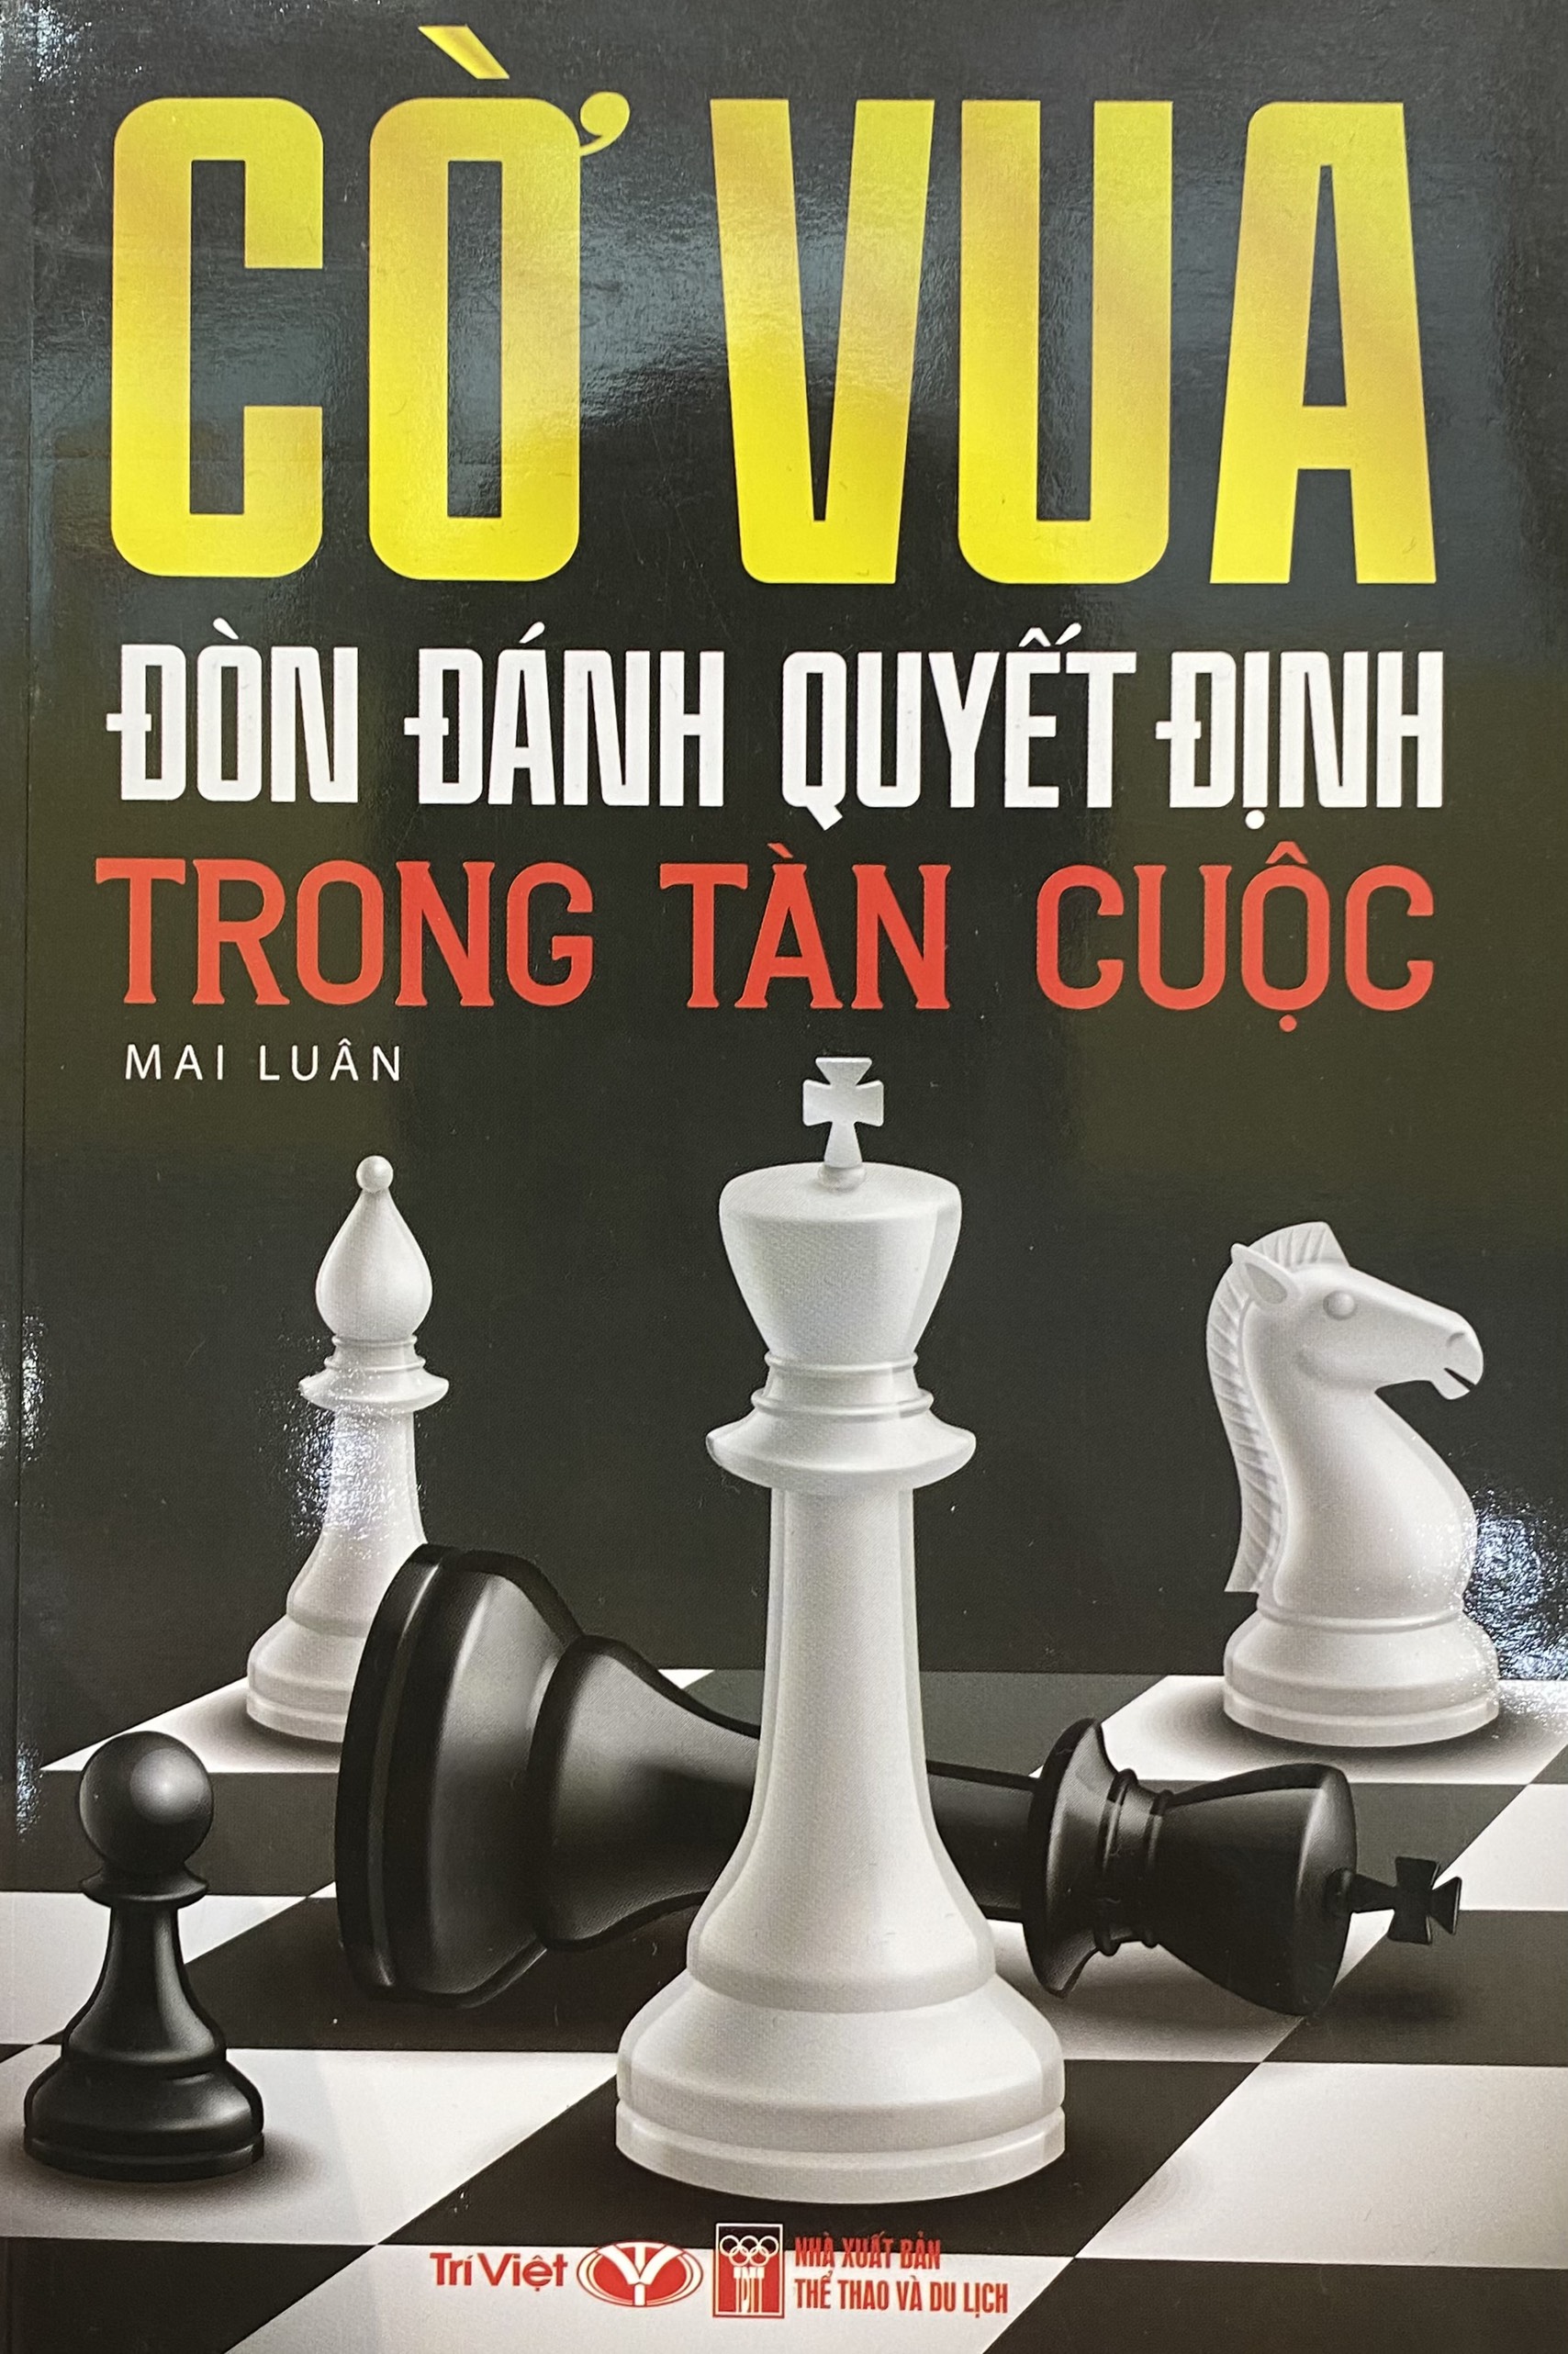 CỜ VUA
ĐÒN ĐÁNH QUYẾT ĐỊNH
TRONG TÀN CUỘC
MAI LUÂN
Trí Việt
NHÀ XUẤT BẢN
THỂ THAO VÀ DU LỊCH